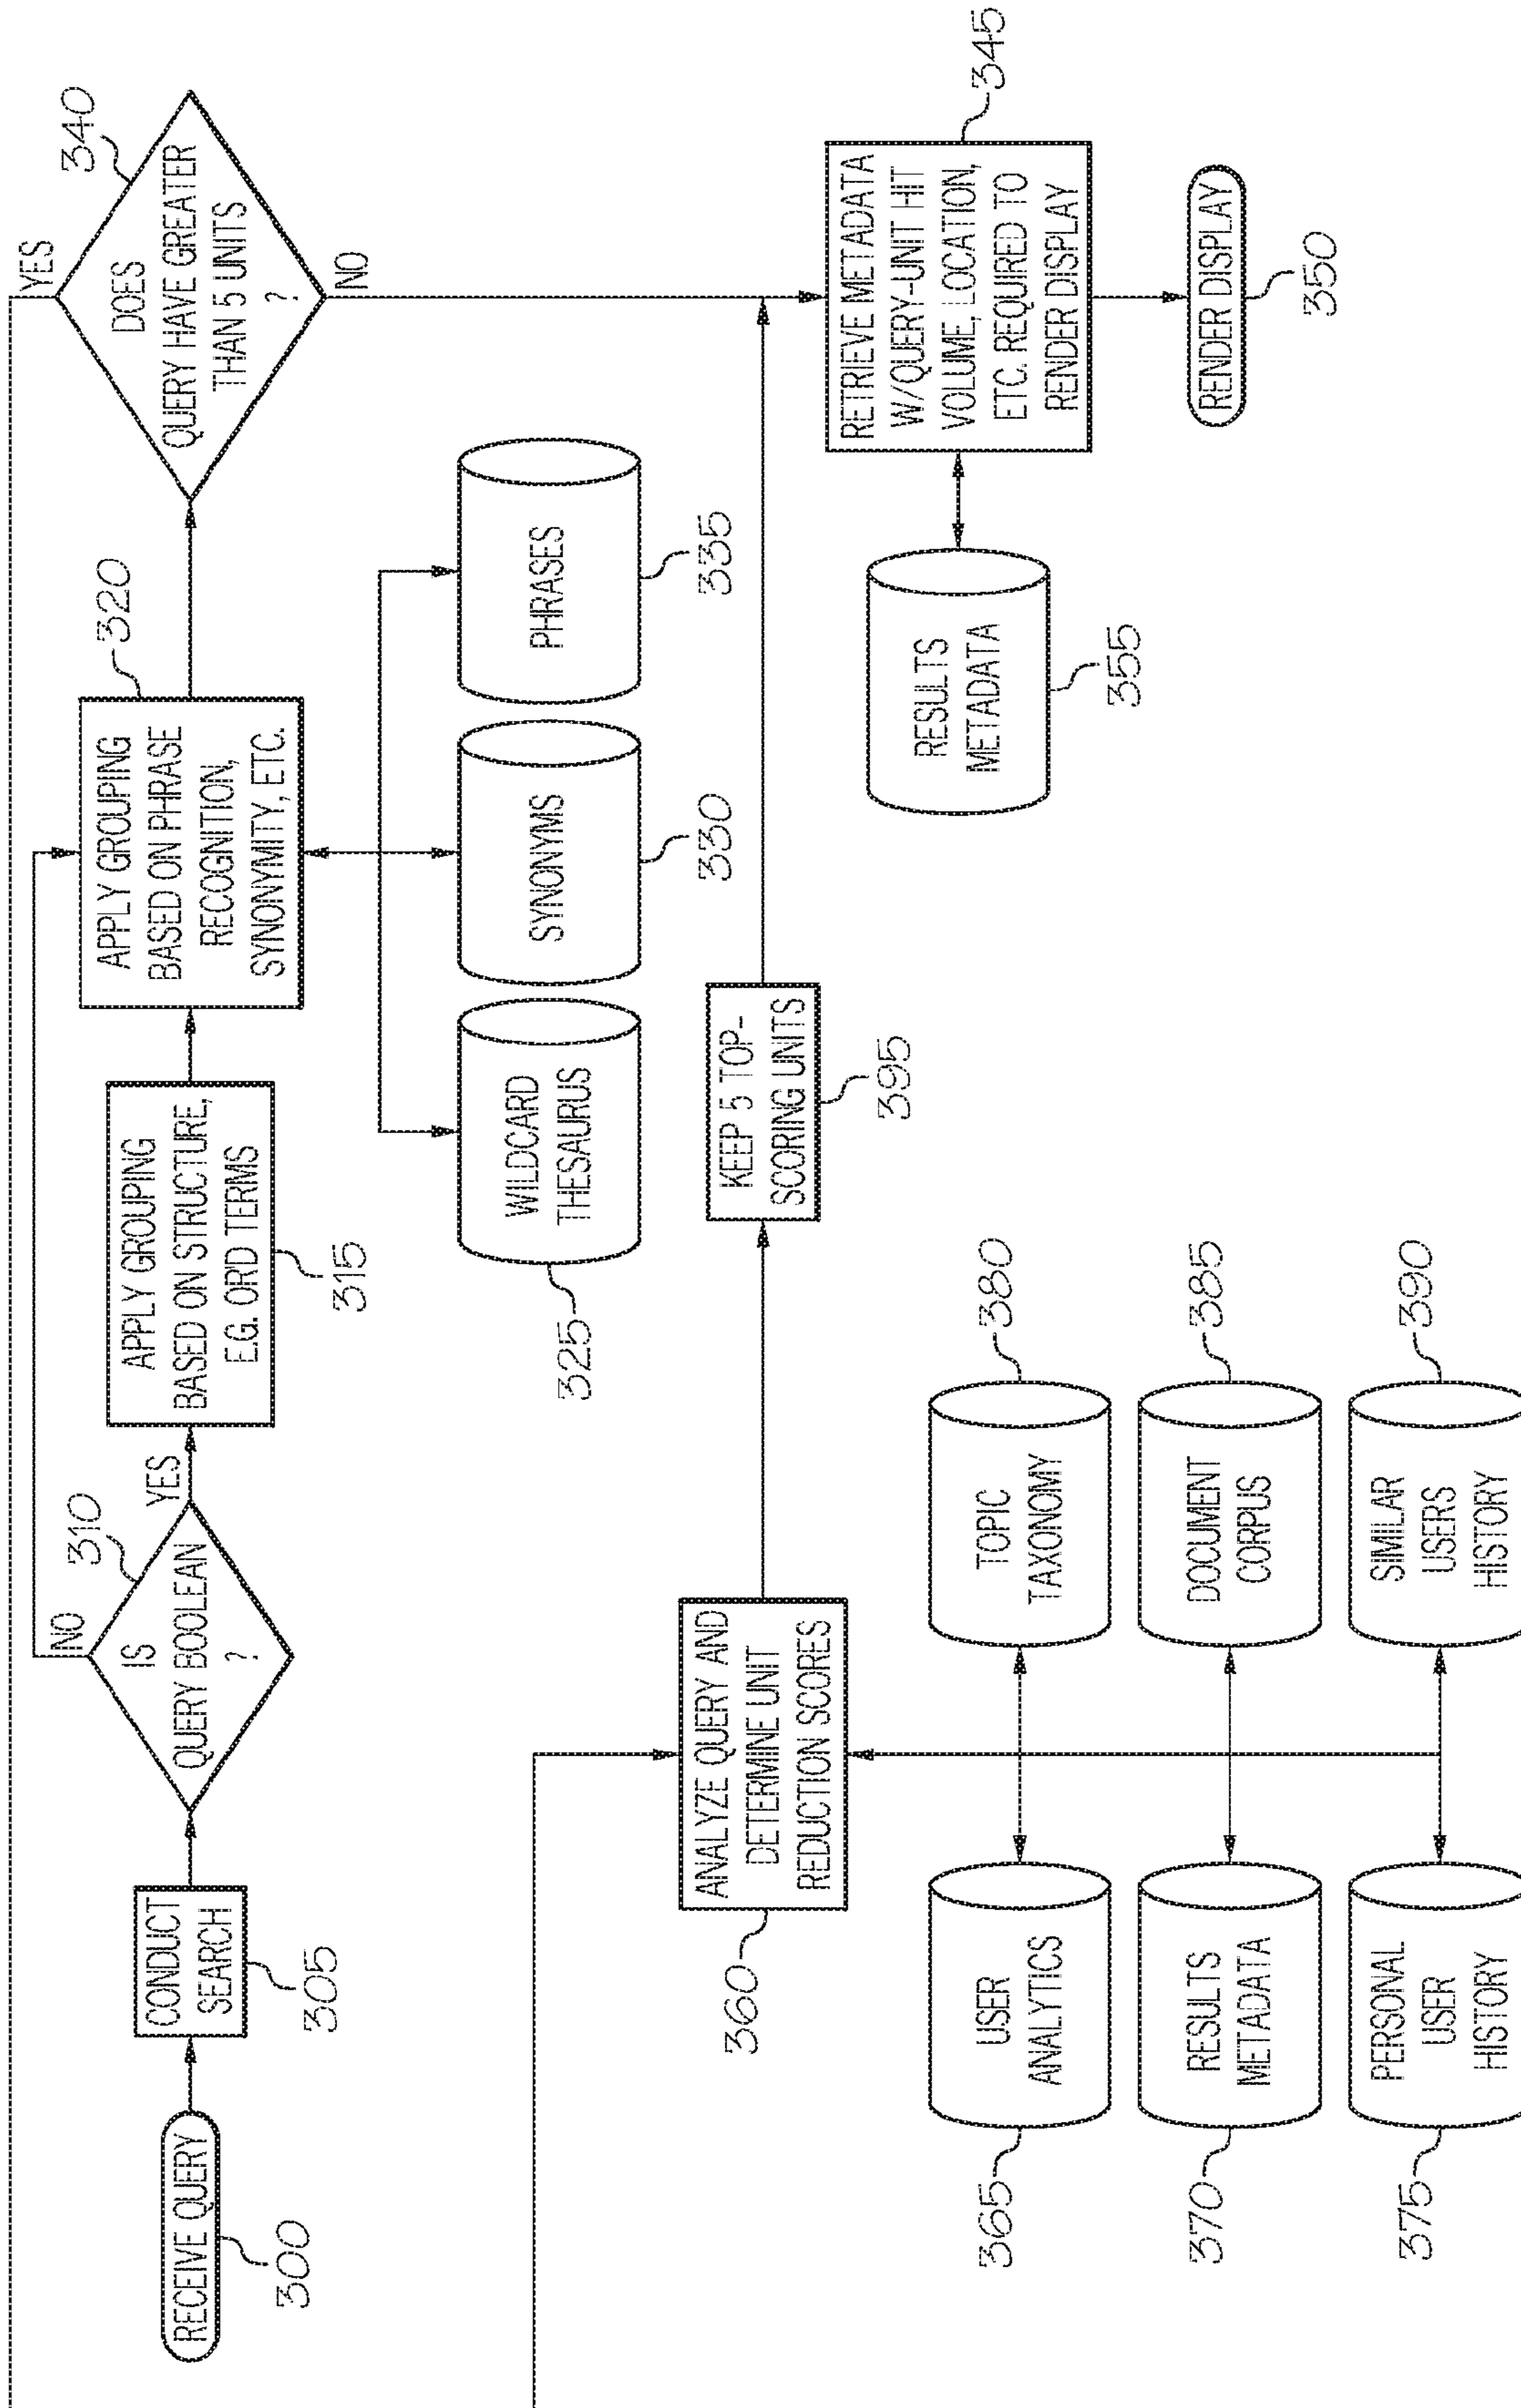 RECEIVE QUERY
300
CONDUCT
SEARCH
305
IS
QUERY BOOLEAN
?
310
NO
YES
APPLY GROUPING
BASED ON STRUCTURE,
E.G. OR'D TERMS
315
APPLY GROUPING
BASED ON PHRASE
RECOGNITION,
SYNONYMITY, ETC.
320
DOES
QUERY HAVE GREATER
THAN 5 UNITS
?
340
YES
NO
WILDCARD
THESAURUS
325
SYNONYMS
330
PHRASES
335
ANALYZE QUERY AND
DETERMINE UNIT
REDUCTION SCORES
360
KEEP 5 TOP-
SCORING UNITS
395
RESULTS
METADATA
355
RETRIEVE METADATA
W/QUERY-UNIT HIT
VOLUME, LOCATION,
ETC. REQUIRED TO
RENDER DISPLAY
345
RENDER DISPLAY
350
USER
ANALYTICS
365
TOPIC
TAXONOMY
380
RESULTS
METADATA
370
DOCUMENT
CORPUS
385
PERSONAL
USER
HISTORY
375
SIMILAR
USERS
HISTORY
390